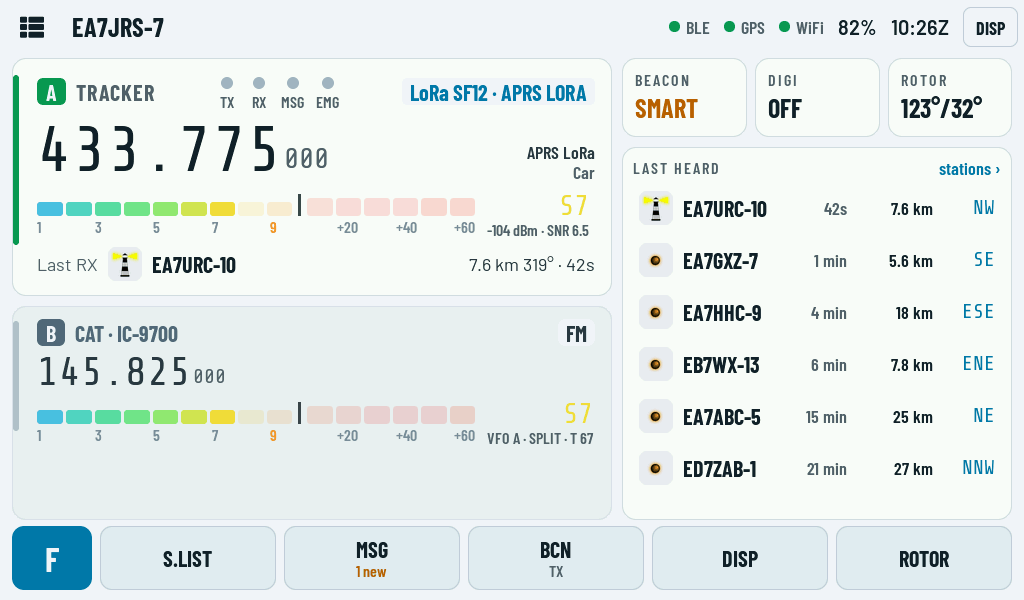 EA7JRS-7
BLE GPS WiFi 82% 10:26Z DISP
A TRACKER
TX RX MSG EMG
LoRa SF12 · APRS LORA
433.775000
APRS LoRa
Car
S7
1 3 5 7 9 +20 +40 +60
-104 dBm · SNR 6.5
Last RX EA7URC-10 7.6 km 319° · 42s
B CAT · IC-9700 FM
145.825000
S7
1 3 5 7 9 +20 +40 +60
VFO A · SPLIT · T 67
BEACON
SMART
DIGI
OFF
ROTOR
123°/32°
LAST HEARD stations ›
EA7URC-10 42s 7.6 km NW
EA7GXZ-7 1 min 5.6 km SE
EA7HHC-9 4 min 18 km ESE
EB7WX-13 6 min 7.8 km ENE
EA7ABC-5 15 min 25 km NE
ED7ZAB-1 21 min 27 km NNW
F
S.LIST
MSG
1 new
BCN
TX
DISP
ROTOR